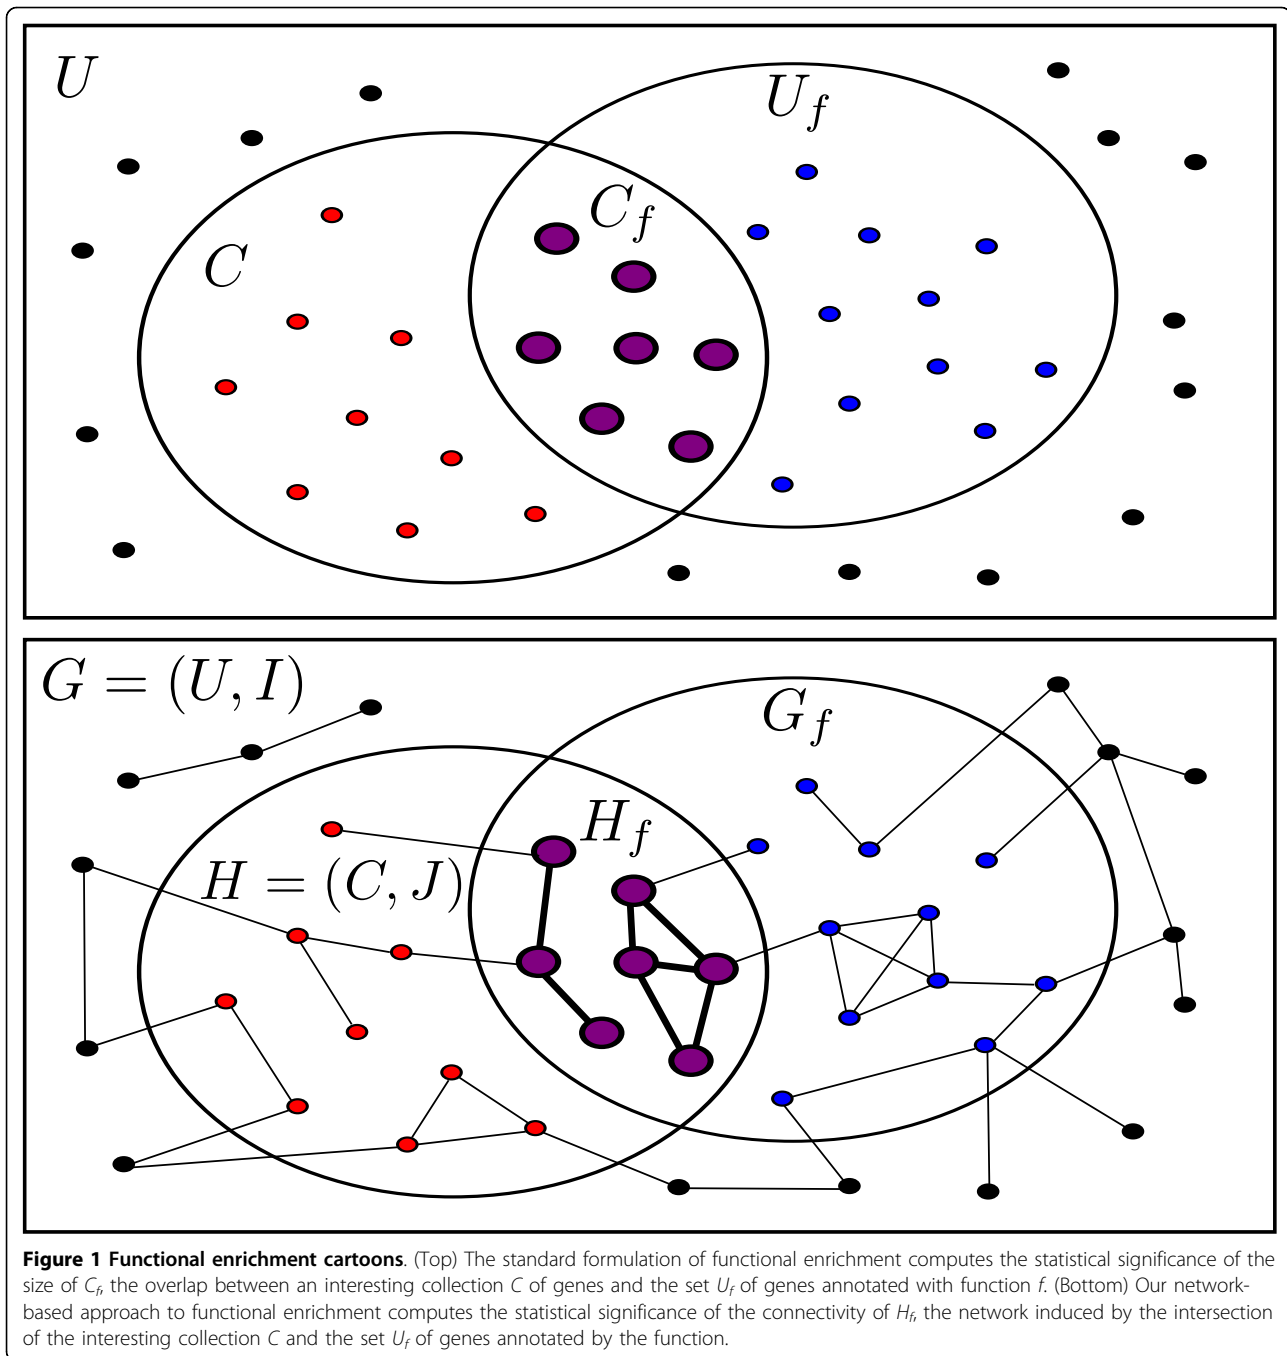 U
U_f
C_f
C
G = (U, I)
G_f
H_f
H = (C, J)
Figure 1 Functional enrichment cartoons. (Top) The standard formulation of functional enrichment computes the statistical significance of the
size of C_f, the overlap between an interesting collection C of genes and the set U_f of genes annotated with function f. (Bottom) Our network-
based approach to functional enrichment computes the statistical significance of the connectivity of H_f, the network induced by the intersection
of the interesting collection C and the set U_f of genes annotated by the function.